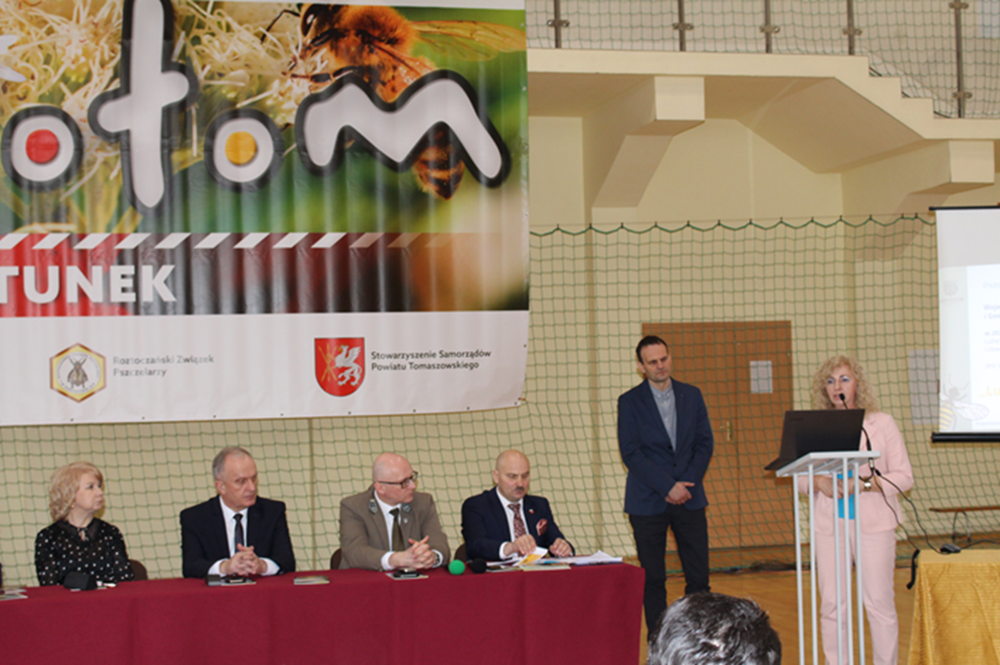 otom
TUNEK
Roztoczański Związek
Pszczelarzy
Stowarzyszenie Samorządów
Powiatu Tomaszowskiego